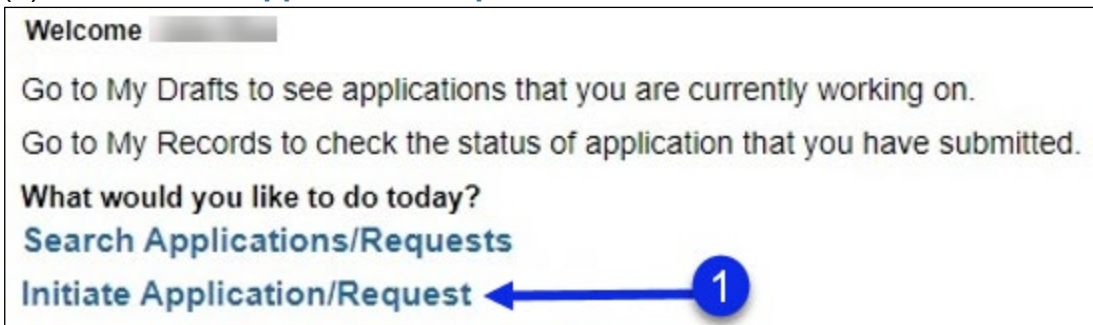 Welcome
Go to My Drafts to see applications that you are currently working on.
Go to My Records to check the status of application that you have submitted.
What would you like to do today?
Search Applications/Requests
Initiate Application/Request
1